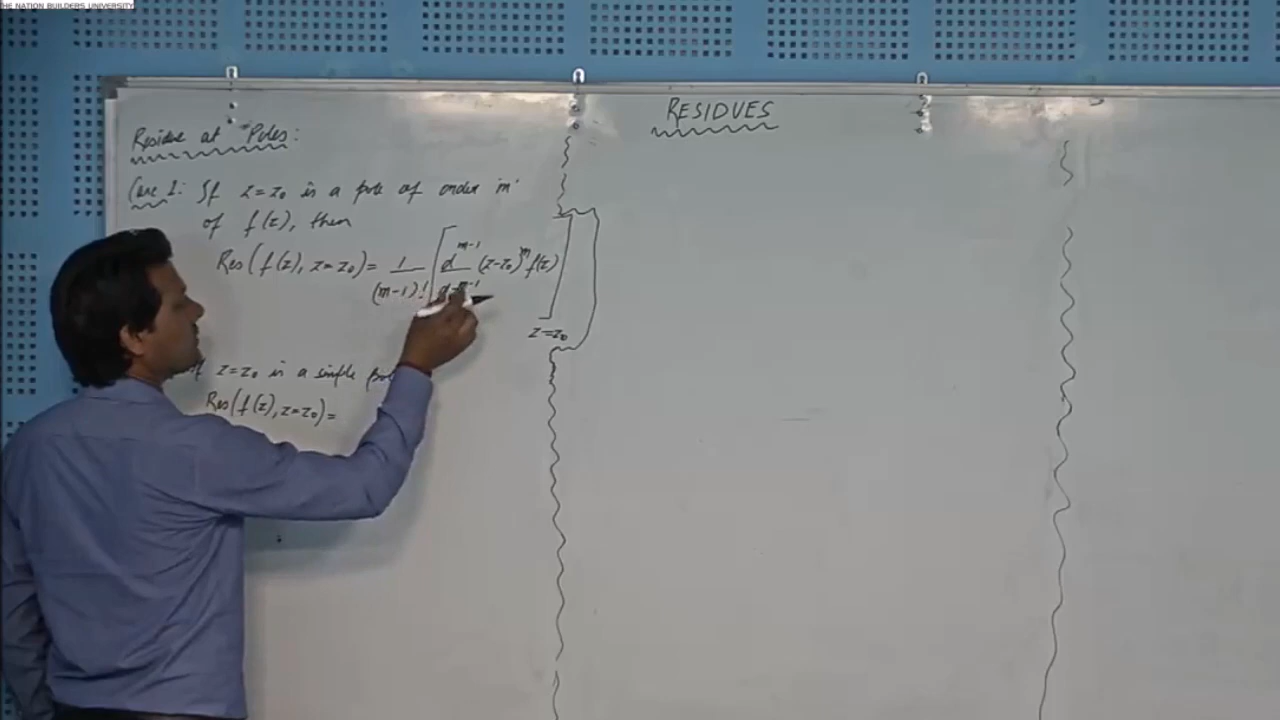 THE NATION BUILDERS UNIVERSITY
RESIDUES
Residue at Poles:
Case 1: If z=z₀ is a pole of order 'm'
of f(z), then
Res(f(z), z=z₀) = 1/(m-1)! [d^(m-1)/dz^(m-1) (z-z₀)^m f(z)] z=z₀
If z=z₀ is a simple
Res(f(z), z=z₀) =